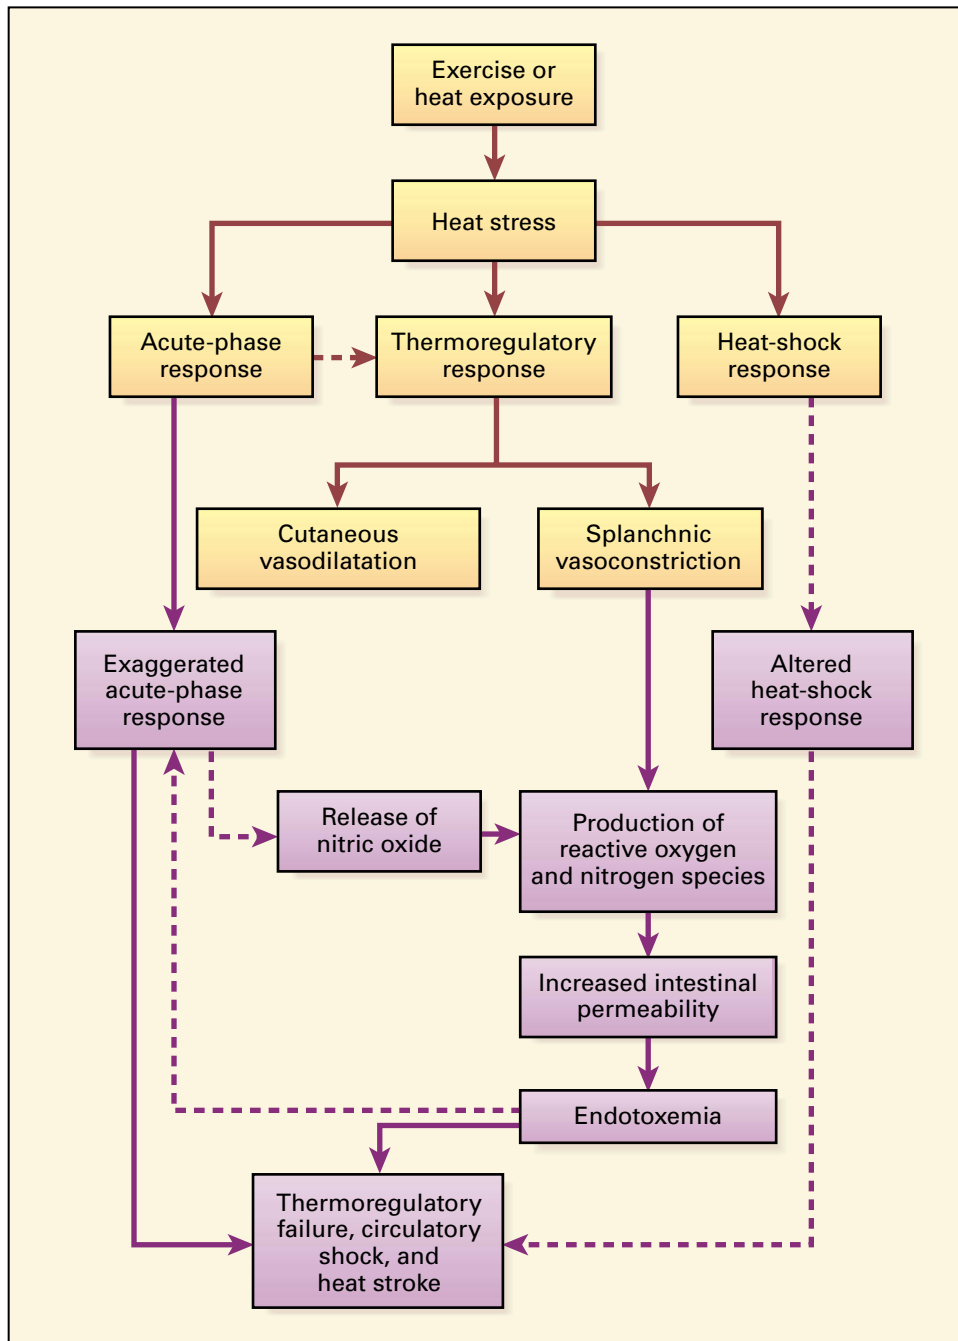 Exercise or
heat exposure
Heat stress
Acute-phase
response
Thermoregulatory
response
Heat-shock
response
Cutaneous
vasodilatation
Splanchnic
vasoconstriction
Exaggerated
acute-phase
response
Altered
heat-shock
response
Release of
nitric oxide
Production of
reactive oxygen
and nitrogen species
Increased intestinal
permeability
Endotoxemia
Thermoregulatory
failure, circulatory
shock, and
heat stroke